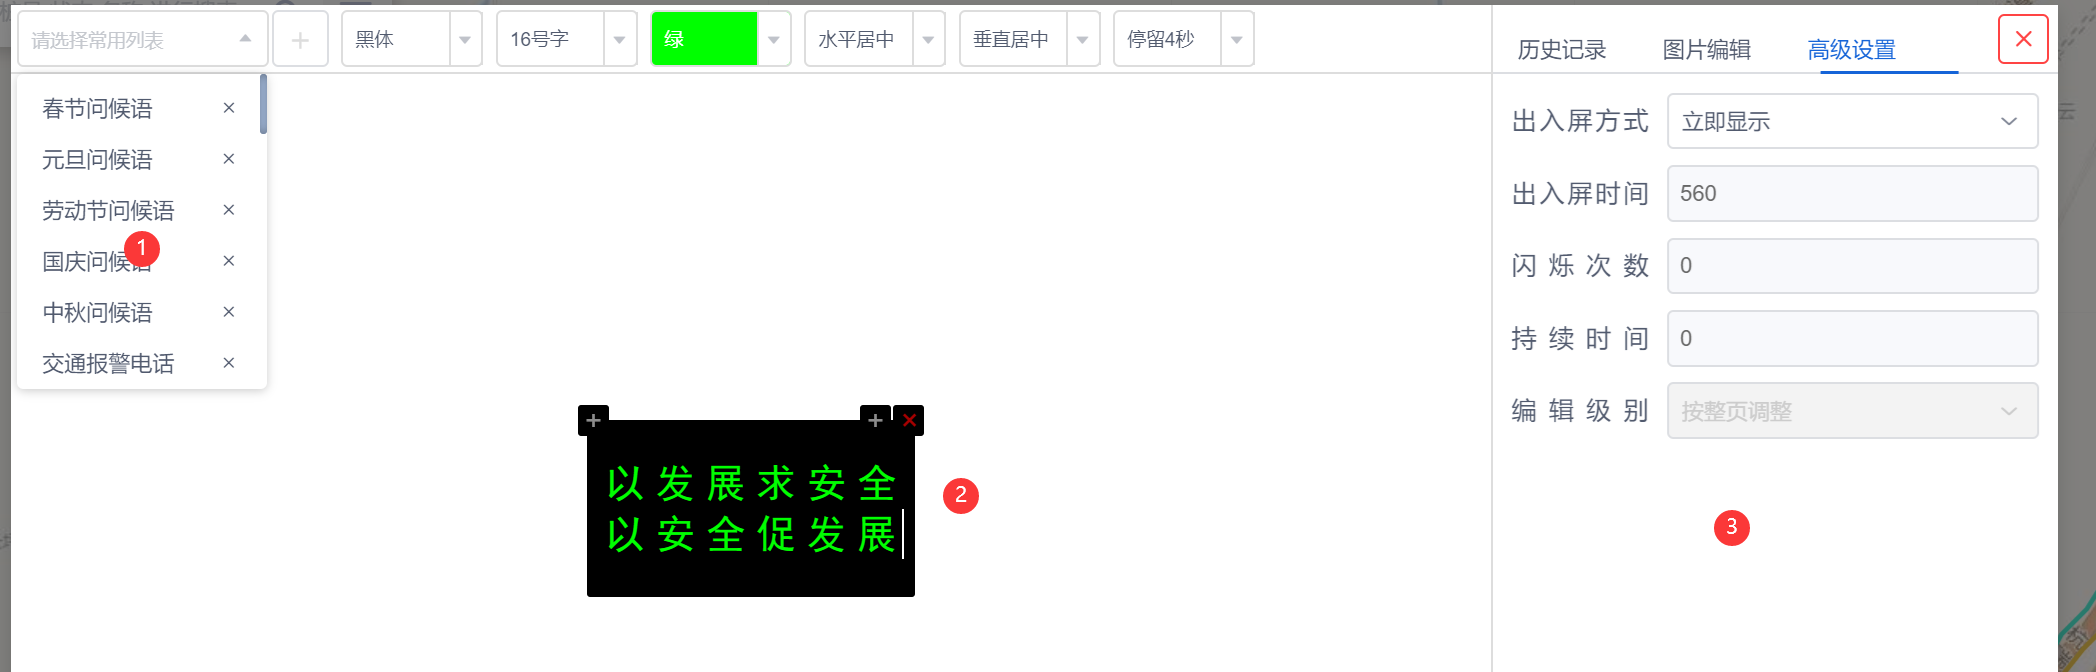 请选择常用列表
黑体
16号字
绿
水平居中
垂直居中
停留4秒
历史记录
图片编辑
高级设置
春节问候语
元旦问候语
劳动节问候语
国庆问候语
中秋问候语
交通报警电话
1
以发展求安全
以安全促发展
2
出入屏方式
立即显示
出入屏时间
560
闪烁次数
0
持续时间
0
编辑级别
按整页调整
3
云